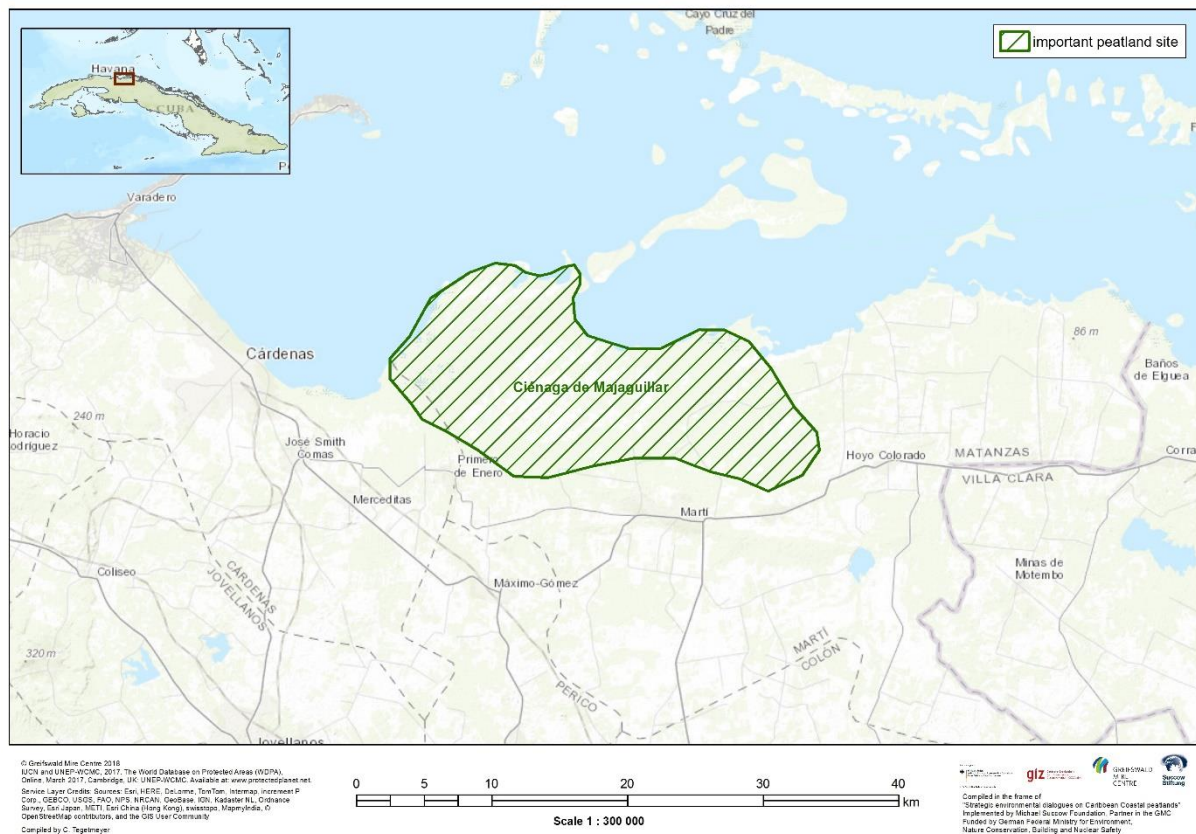 Cayo Cruz del
Padre
important peatland site
Havana
CUBA
Varadero
Cárdenas
Ciénaga de Majaguillar
86 m
Baños
de Elguea
240 m
Horacio
odríguez
José Smith
Comas
Primero
de Enero
Hoyo Colorado
MATANZAS
Corra
VILLA CLARA
Merceditas
Martí
Coliseo
CÁRDENAS
JOVELLANOS
Máximo-Gómez
Minas de
Motembo
MARTÍ
COLÓN
320 m
PERICO
Jovellanos
© Greifswald Mire Centre 2018
IUCN and UNEP-WCMC, 2017. The World Database on Protected Areas (WDPA).
Online, March 2017, Cambridge, UK: UNEP-WCMC. Available at: www.protectedplanet.net.
Service Layer Credits: Sources: Esri, HERE, DeLorme, TomTom, Intermap, increment P
Corp., GEBCO, USGS, FAO, NPS, NRCAN, GeoBase, IGN, Kadaster NL, Ordnance
Survey, Esri Japan, METI, Esri China (Hong Kong), swisstopo, MapmyIndia, ©
OpenStreetMap contributors, and the GIS User Community
Compiled by C. Tegetmeyer
0 5 10 20 30 40
km
Scale 1 : 300 000
giz
GREIFSWALD
MIRE
CENTRE
Succow
Stiftung
Compiled in the frame of
"Strategic environmental dialogues on Caribbean Coastal peatlands"
Implemented by Michael Succow Foundation, Partner in the GMC
Funded by German Federal Ministry for Environment,
Nature Conservation, Building and Nuclear Safety